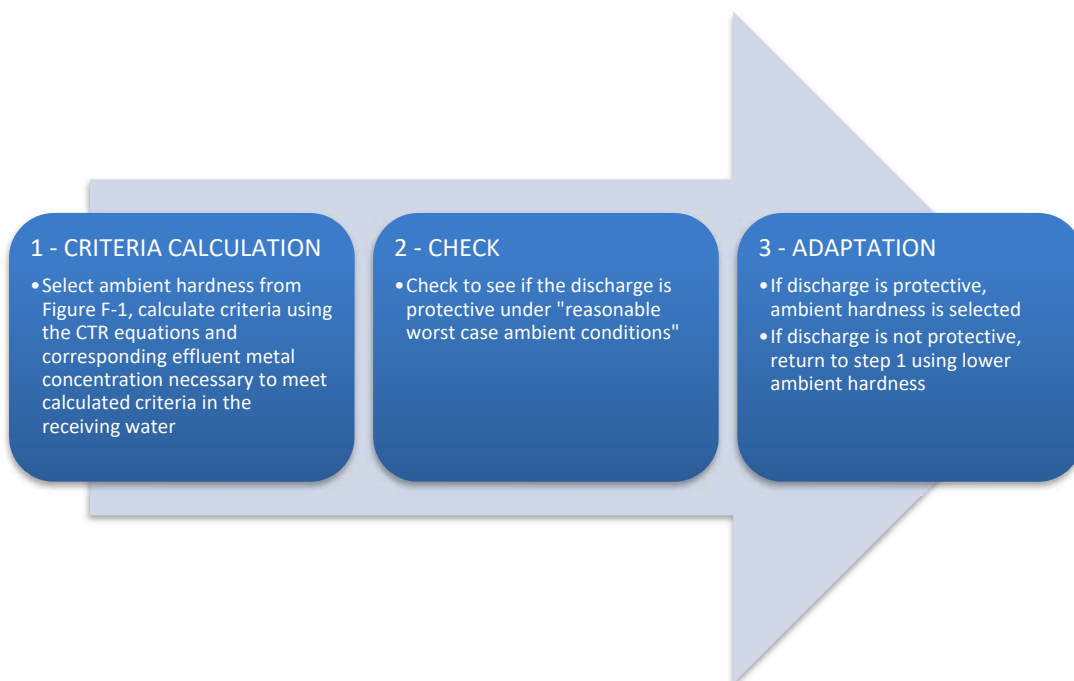 1 - CRITERIA CALCULATION
•Select ambient hardness from
Figure F-1, calculate criteria using
the CTR equations and
corresponding effluent metal
concentration necessary to meet
calculated criteria in the
receiving water
2 - CHECK
•Check to see if the discharge is
protective under "reasonable
worst case ambient conditions"
3 - ADAPTATION
•If discharge is protective,
ambient hardness is selected
•If discharge is not protective,
return to step 1 using lower
ambient hardness